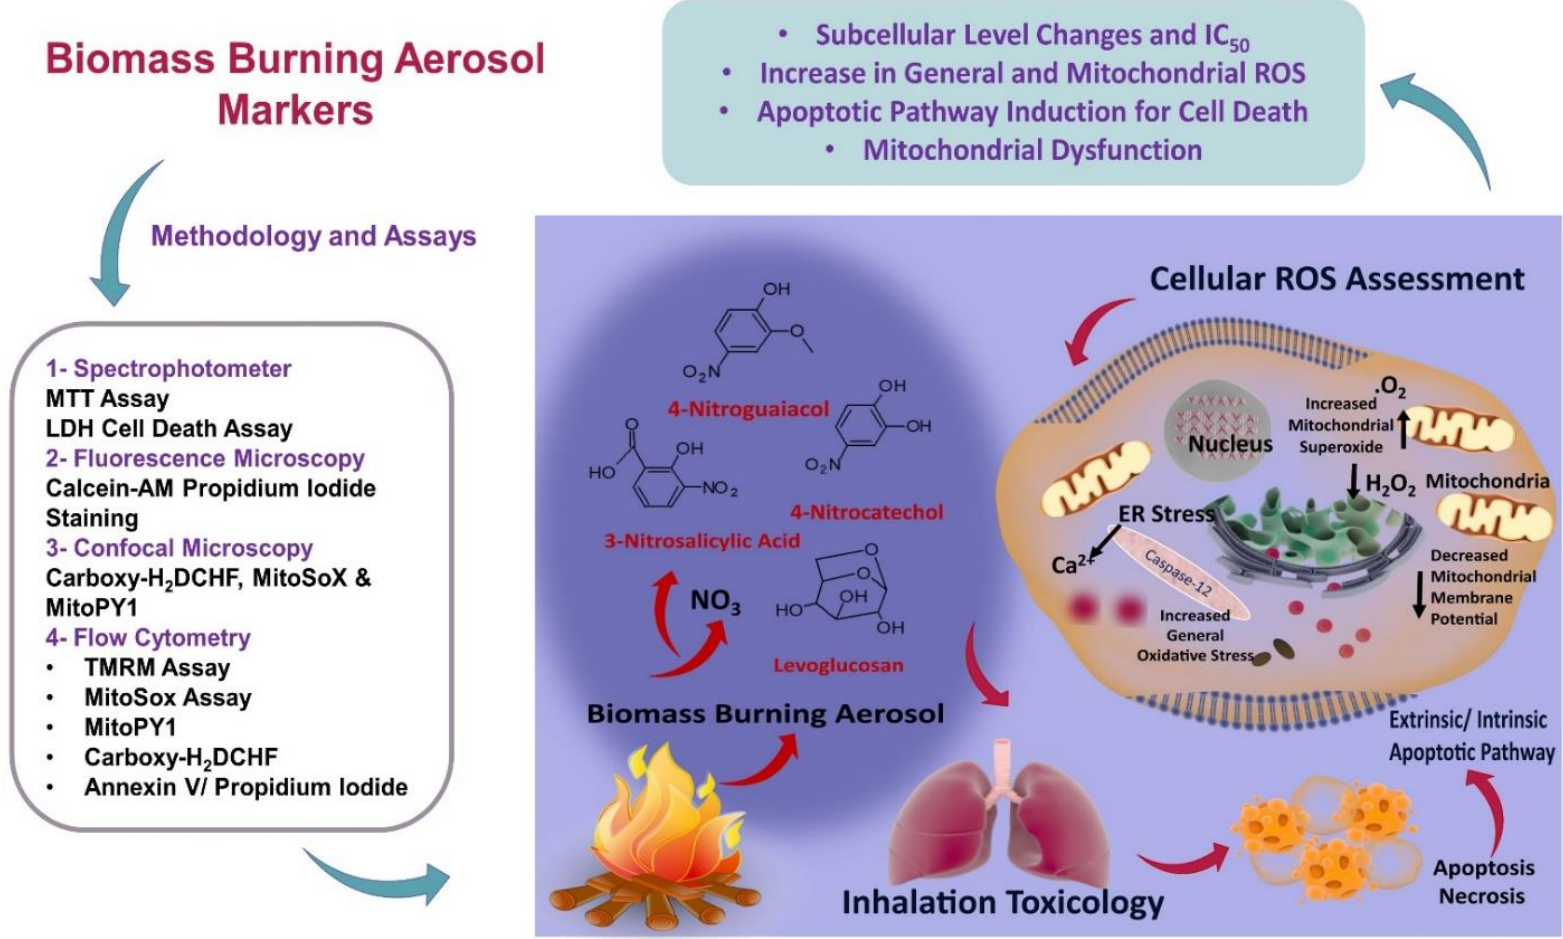 Biomass Burning Aerosol
Markers
Methodology and Assays
1- Spectrophotometer
MTT Assay
LDH Cell Death Assay
2- Fluorescence Microscopy
Calcein-AM Propidium Iodide
Staining
3- Confocal Microscopy
Carboxy-H₂DCHF, MitoSoX &
MitoPY1
4- Flow Cytometry
• TMRM Assay
• MitoSox Assay
• MitoPY1
• Carboxy-H₂DCHF
• Annexin V/ Propidium Iodide
• Subcellular Level Changes and IC₅₀
• Increase in General and Mitochondrial ROS
• Apoptotic Pathway Induction for Cell Death
• Mitochondrial Dysfunction
OH
O
O₂N
4-Nitroguaiacol
OH
OH
O₂N
4-Nitrocatechol
O
HO
OH
NO₂
3-Nitrosalicylic Acid
NO₃
O
O
HO
OH
OH
Levoglucosan
Biomass Burning Aerosol
Inhalation Toxicology
Cellular ROS Assessment
Nucleus
.O₂
Increased
Mitochondrial
Superoxide
H₂O₂
Mitochondria
ER Stress
Ca²⁺
Caspase-12
Increased
General
Oxidative Stress
Decreased
Mitochondrial
Membrane
Potential
Extrinsic/ Intrinsic
Apoptotic Pathway
Apoptosis
Necrosis